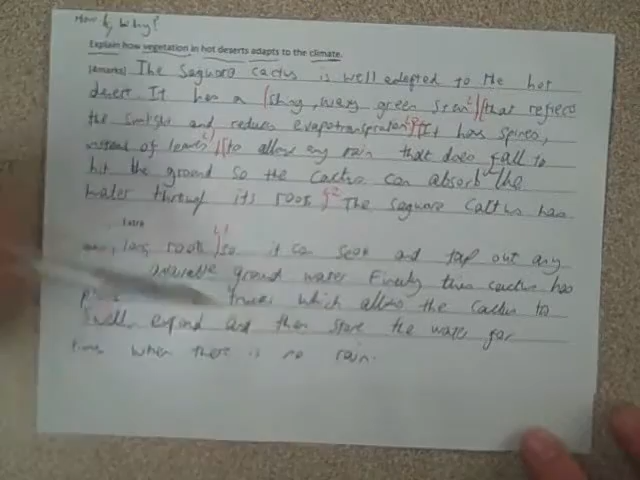 How & Why?
Explain how vegetation in hot deserts adapts to the climate.
[4marks] The Saguaro cactus is well adapted to the hot
desert. It has a (shiny, waxy green stem (that reflects
the sunlight and reduces evapotranspiration) (It has spines,
instead of leaves (to allow any rain that does fall to
hit the ground so the cactus can absorb the
water through its roots) The Saguaro Cactus has
long roots) so it can seek and tap out any
available ground water Finally this cactus has
which allows the cactus to
swell, expand and then store the water for
times when there is no rain.